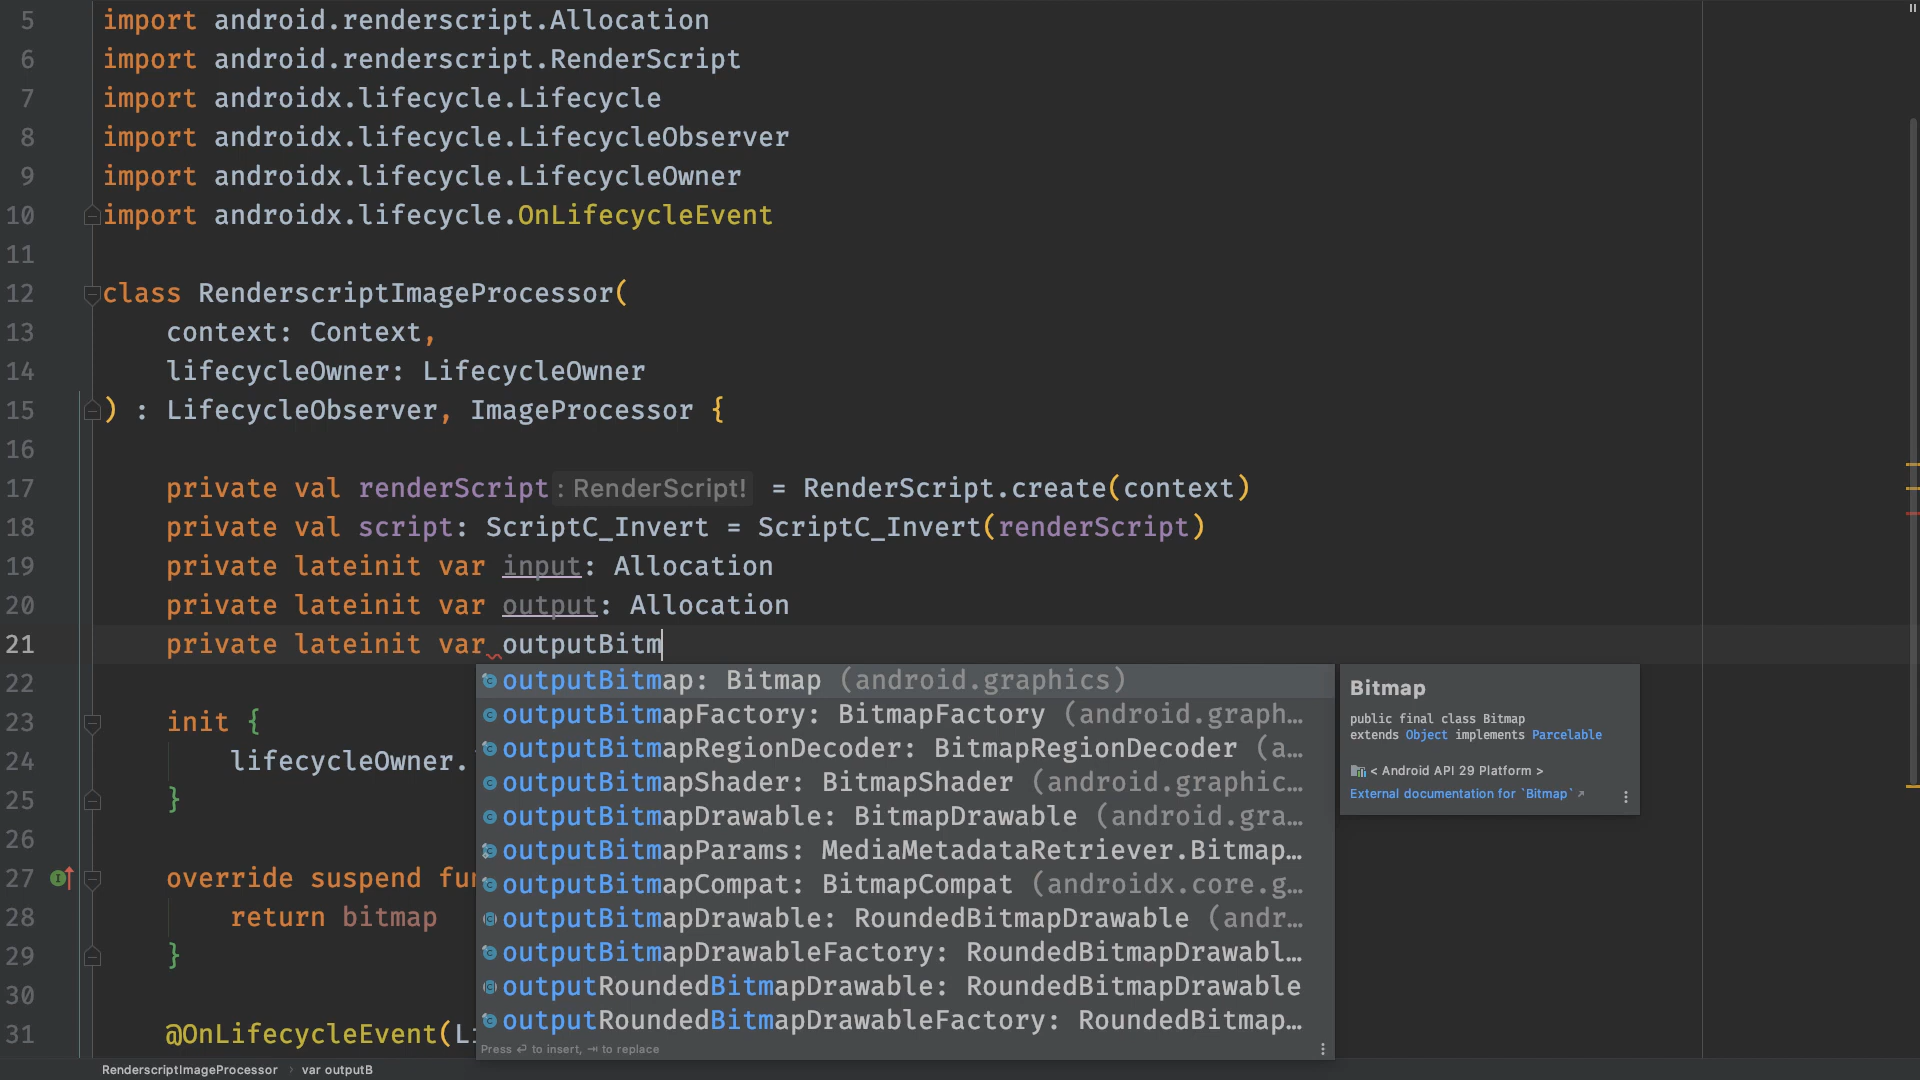 5 import android.renderscript.Allocation
6 import android.renderscript.RenderScript
7 import androidx.lifecycle.Lifecycle
8 import androidx.lifecycle.LifecycleObserver
9 import androidx.lifecycle.LifecycleOwner
10 import androidx.lifecycle.OnLifecycleEvent
11
12 class RenderscriptImageProcessor(
13 context: Context,
14 lifecycleOwner: LifecycleOwner
15 ) : LifecycleObserver, ImageProcessor {
16
17 private val renderScript : RenderScript! = RenderScript.create(context)
18 private val script: ScriptC_Invert = ScriptC_Invert(renderScript)
19 private lateinit var input: Allocation
20 private lateinit var output: Allocation
21 private lateinit var outputBitm
22
23 init {
24 lifecycleOwner.
25 }
26
27 override suspend fun
28 return bitmap
29 }
30
31 @OnLifecycleEvent(Li
outputBitmap: Bitmap (android.graphics)
outputBitmapFactory: BitmapFactory (android.graph…
outputBitmapRegionDecoder: BitmapRegionDecoder (a…
outputBitmapShader: BitmapShader (android.graphic…
outputBitmapDrawable: BitmapDrawable (android.gra…
outputBitmapParams: MediaMetadataRetriever.Bitmap…
outputBitmapCompat: BitmapCompat (androidx.core.g…
outputBitmapDrawable: RoundedBitmapDrawable (andr…
outputBitmapDrawableFactory: RoundedBitmapDrawabl…
outputRoundedBitmapDrawable: RoundedBitmapDrawable
outputRoundedBitmapDrawableFactory: RoundedBitmap…
Press ↵ to insert, ⇥ to replace
Bitmap
public final class Bitmap
extends Object implements Parcelable
< Android API 29 Platform >
External documentation for `Bitmap` ↗
RenderscriptImageProcessor › var outputB